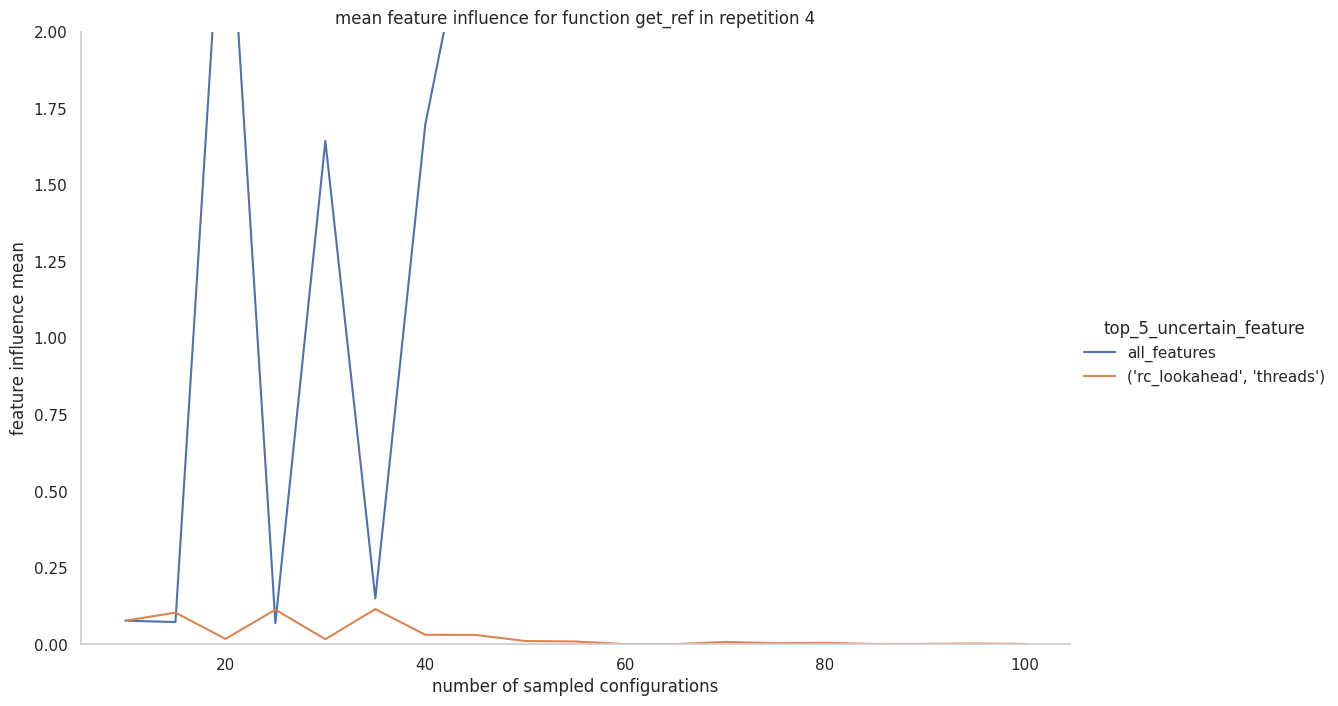 mean feature influence for function get_ref in repetition 4
2.00
1.75
1.50
1.25
1.00
0.75
0.50
0.25
0.00
feature influence mean
20
40
60
80
100
number of sampled configurations
top_5_uncertain_feature
all_features
('rc_lookahead', 'threads')